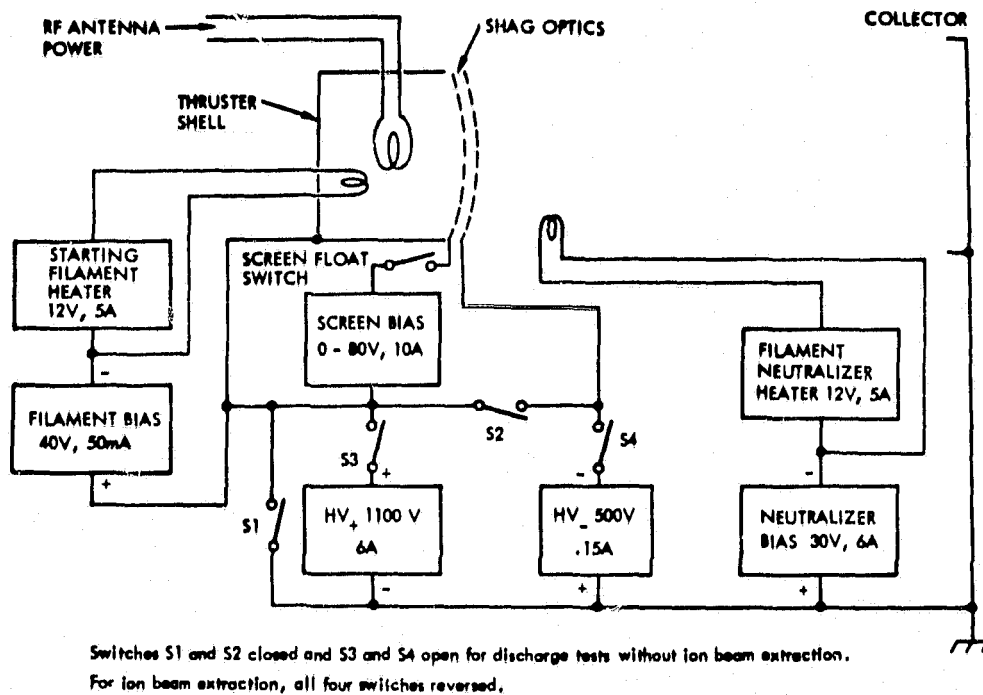 RF ANTENNA
POWER
SHAG OPTICS
COLLECTOR
THRUSTER
SHELL
STARTING
FILAMENT
HEATER
12V, 5A
SCREEN FLOAT
SWITCH
SCREEN BIAS
0 - 80V, 10A
FILAMENT
NEUTRALIZER
HEATER 12V, 5A
-
FILAMENT BIAS
40V, 50mA
+
S2
S3
S4
+
-
-
S1
HV+ 1100 V
6A
HV- 500V
.15A
NEUTRALIZER
BIAS 30V, 6A
-
+
+
Switches S1 and S2 closed and S3 and S4 open for discharge tests without ion beam extraction.
For ion beam extraction, all four switches reversed.